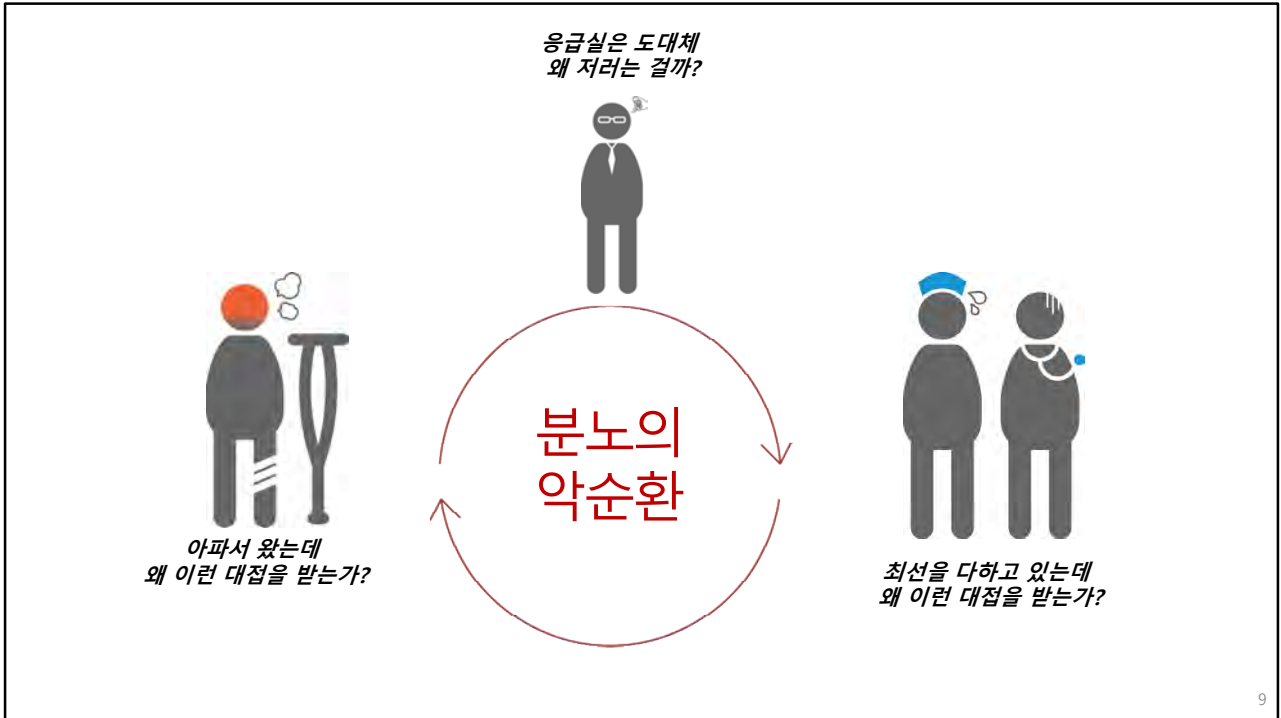 응급실은 도대체
왜 저러는 걸까?
분노의
악순환
아파서 왔는데
왜 이런 대접을 받는가?
최선을 다하고 있는데
왜 이런 대접을 받는가?
9